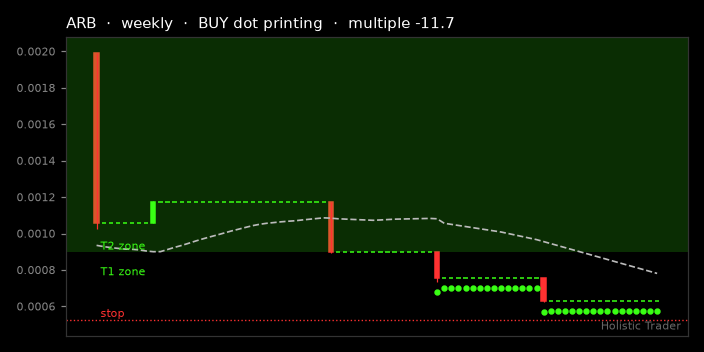 ARB · weekly · BUY dot printing · multiple -11.7
0.0020
0.0018
0.0016
0.0014
0.0012
0.0010
0.0008
0.0006
T2 zone
T1 zone
stop
Holistic Trader